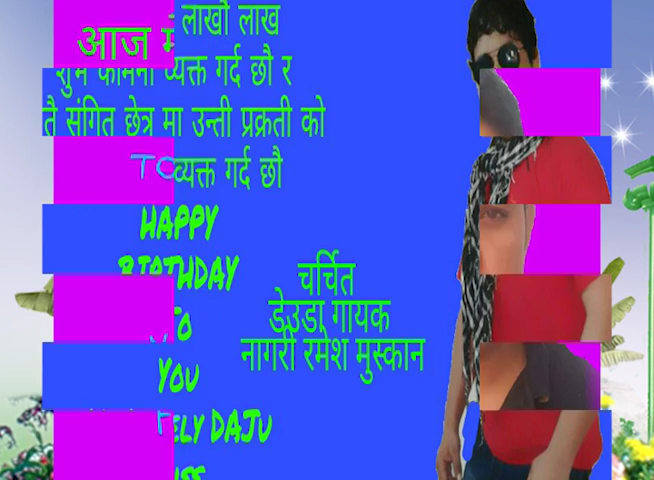 लाखौ लाख
आज
शुभ कामना व्यक्त गर्द छौ र
तै संगित छेत्र मा उन्ती प्रक्रती को
TO व्यक्त गर्द छौ
HAPPY
BIRTHDAY
TO
YOU
ELY DAJU
चर्चित
डेउडा गायक
नागरी रमेश मुस्कान